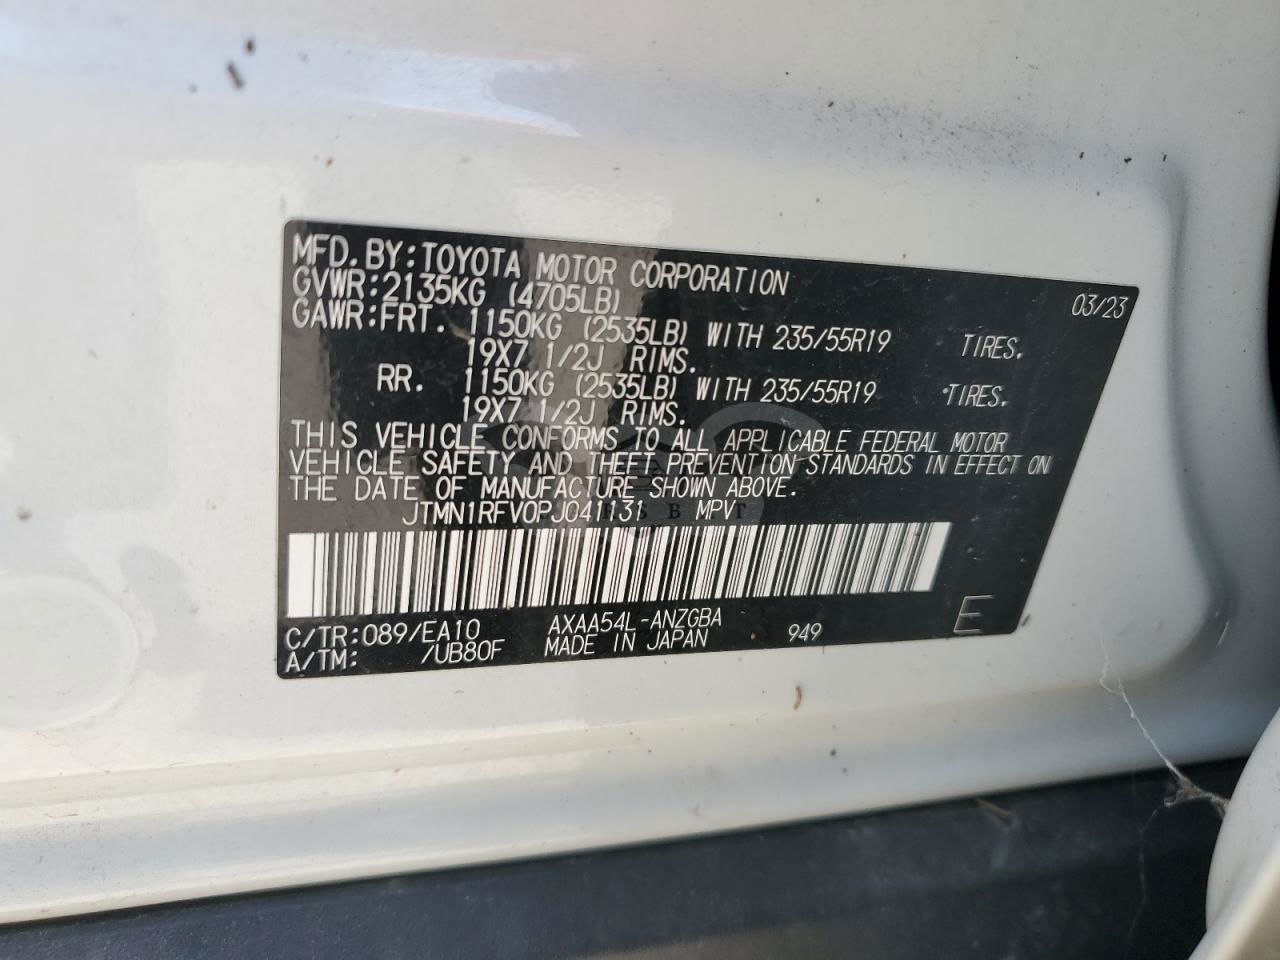 MFD. BY: TOYOTA MOTOR CORPORATION 03/23
GVWR: 2135KG (4705LB)
GAWR: FRT. 1150KG (2535LB) WITH 235/55R19 TIRES.
19X7 1/2J RIMS.
RR. 1150KG (2535LB) WITH 235/55R19 TIRES.
19X7 1/2J RIMS.
THIS VEHICLE CONFORMS TO ALL APPLICABLE FEDERAL MOTOR
VEHICLE SAFETY AND THEFT PREVENTION STANDARDS IN EFFECT ON
THE DATE OF MANUFACTURE SHOWN ABOVE.
JTMN1RFV0PJ041131 MPV
C/TR: 089/EA10 AXAA54L-ANZGBA
A/TM: /UB80F MADE IN JAPAN 949 E